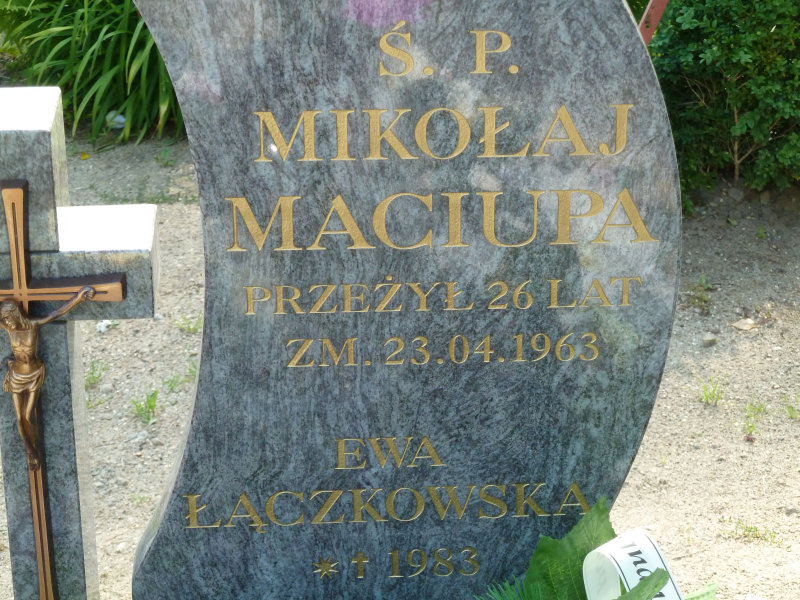 Ś. P.
MIKOŁAJ
MACIUPA
PRZEŻYŁ 26 LAT
ZM. 23.04.1963
EWA
ŁĄCZKOWSKA
* † 1983